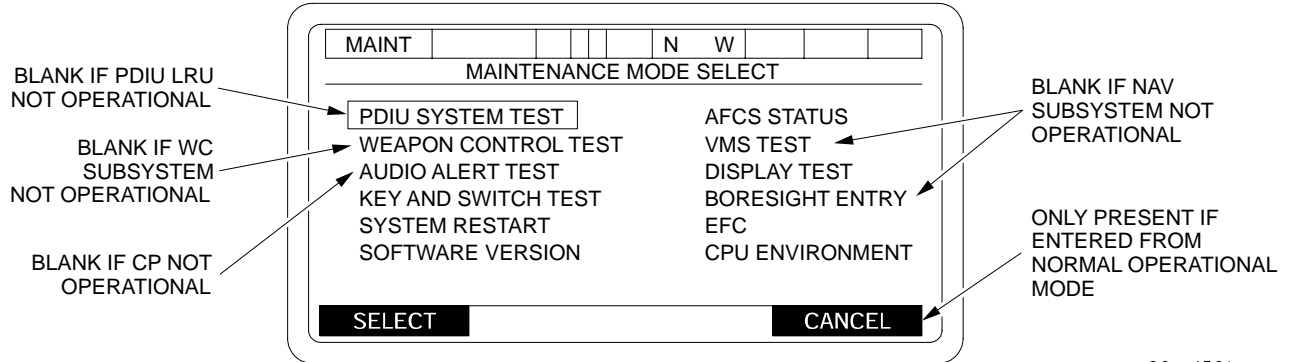 MAINT N W
MAINTENANCE MODE SELECT
BLANK IF PDIU LRU
NOT OPERATIONAL
BLANK IF WC
SUBSYSTEM
NOT OPERATIONAL
BLANK IF CP NOT
OPERATIONAL
PDIU SYSTEM TEST
WEAPON CONTROL TEST
AUDIO ALERT TEST
KEY AND SWITCH TEST
SYSTEM RESTART
SOFTWARE VERSION
AFCS STATUS
VMS TEST
DISPLAY TEST
BORESIGHT ENTRY
EFC
CPU ENVIRONMENT
BLANK IF NAV
SUBSYSTEM NOT
OPERATIONAL
ONLY PRESENT IF
ENTERED FROM
NORMAL OPERATIONAL
MODE
SELECT CANCEL